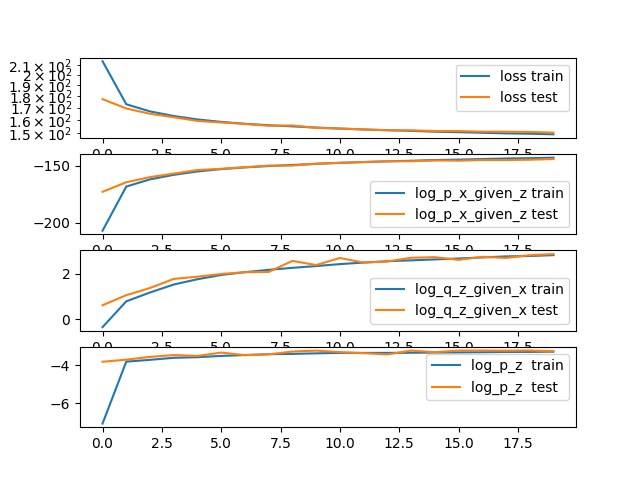 2.1 × 10²
2 × 10²
1.9 × 10²
1.8 × 10²
1.7 × 10²
1.6 × 10²
1.5 × 10²
loss train
loss test
0.0 2.5 5.0 7.5 10.0 12.5 15.0 17.5
−150
−200
log_p_x_given_z train
log_p_x_given_z test
0.0 2.5 5.0 7.5 10.0 12.5 15.0 17.5
2
0
log_q_z_given_x train
log_q_z_given_x test
0.0 2.5 5.0 7.5 10.0 12.5 15.0 17.5
−4
−6
log_p_z train
log_p_z test
0.0 2.5 5.0 7.5 10.0 12.5 15.0 17.5